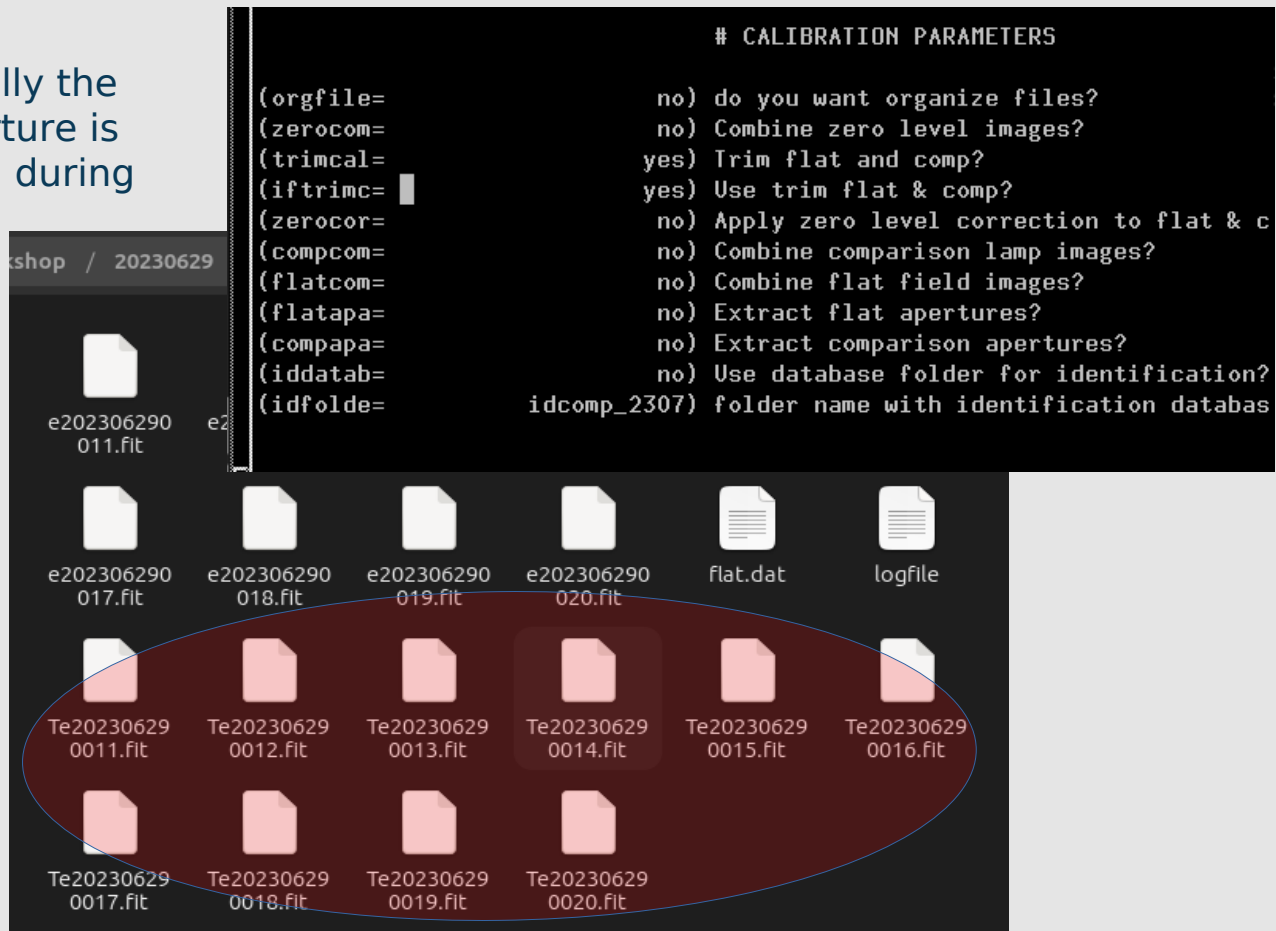 lly the
ture is
during
# CALIBRATION PARAMETERS
(orgfile= no) do you want organize files?
(zerocom= no) Combine zero level images?
(trimcal= yes) Trim flat and comp?
(iftrimc= yes) Use trim flat & comp?
(zerocor= no) Apply zero level correction to flat & c
(compcom= no) Combine comparison lamp images?
(flatcom= no) Combine flat field images?
(flatapa= no) Extract flat apertures?
(compapa= no) Extract comparison apertures?
(iddatab= no) Use database folder for identification?
(idfolde= idcomp_2307) folder name with identification databas
shop / 20230629
e202306290
011.fit
e2
e202306290
017.fit
e202306290
018.fit
e202306290
019.fit
e202306290
020.fit
flat.dat
logfile
Te20230629
0011.fit
Te20230629
0012.fit
Te20230629
0013.fit
Te20230629
0014.fit
Te20230629
0015.fit
Te20230629
0016.fit
Te20230629
0017.fit
Te20230629
0018.fit
Te20230629
0019.fit
Te20230629
0020.fit